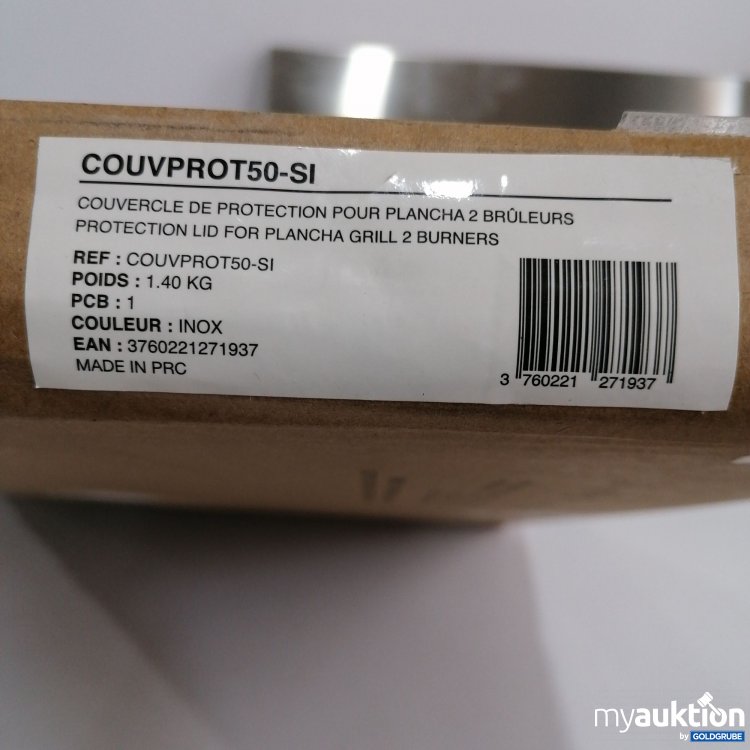 COUVPROT50-SI
COUVERCLE DE PROTECTION POUR PLANCHA 2 BRÛLEURS
PROTECTION LID FOR PLANCHA GRILL 2 BURNERS
REF : COUVPROT50-SI
POIDS : 1.40 KG
PCB : 1
COULEUR : INOX
EAN : 3760221271937
MADE IN PRC
3 760221 271937
myauktion
by GOLDGRUBE